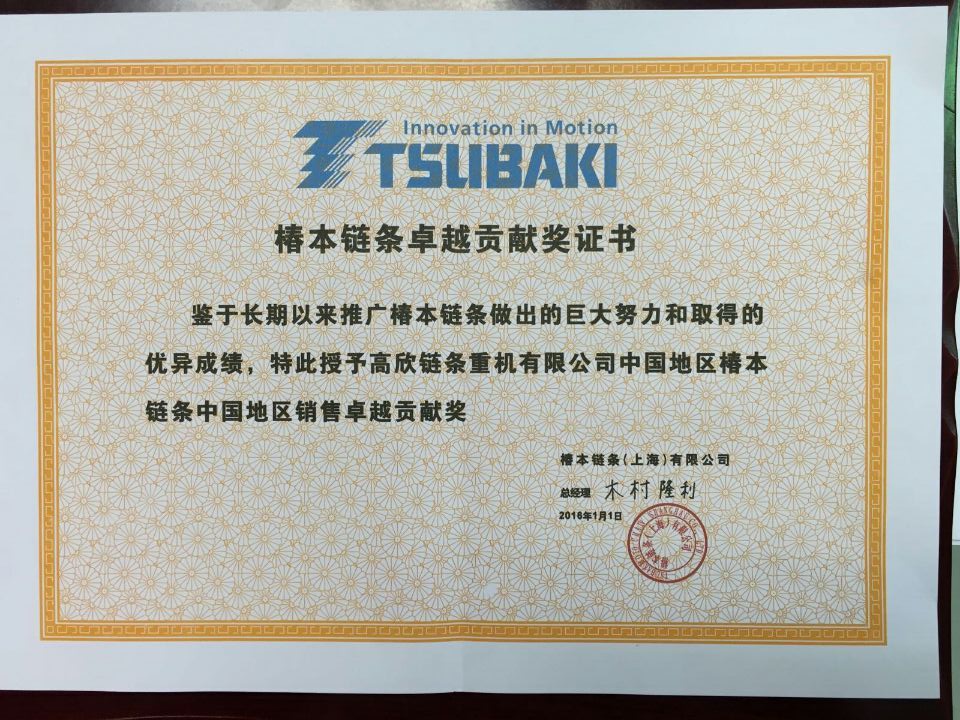 Innovation in Motion
TSUBAKI
椿本链条卓越贡献奖证书
鉴于长期以来推广椿本链条做出的巨大努力和取得的
优异成绩，特此授予高欣链条重机有限公司中国地区椿本
链条中国地区销售卓越贡献奖
椿本链条(上海)有限公司
总经理 木村隆利
2016年1月1日